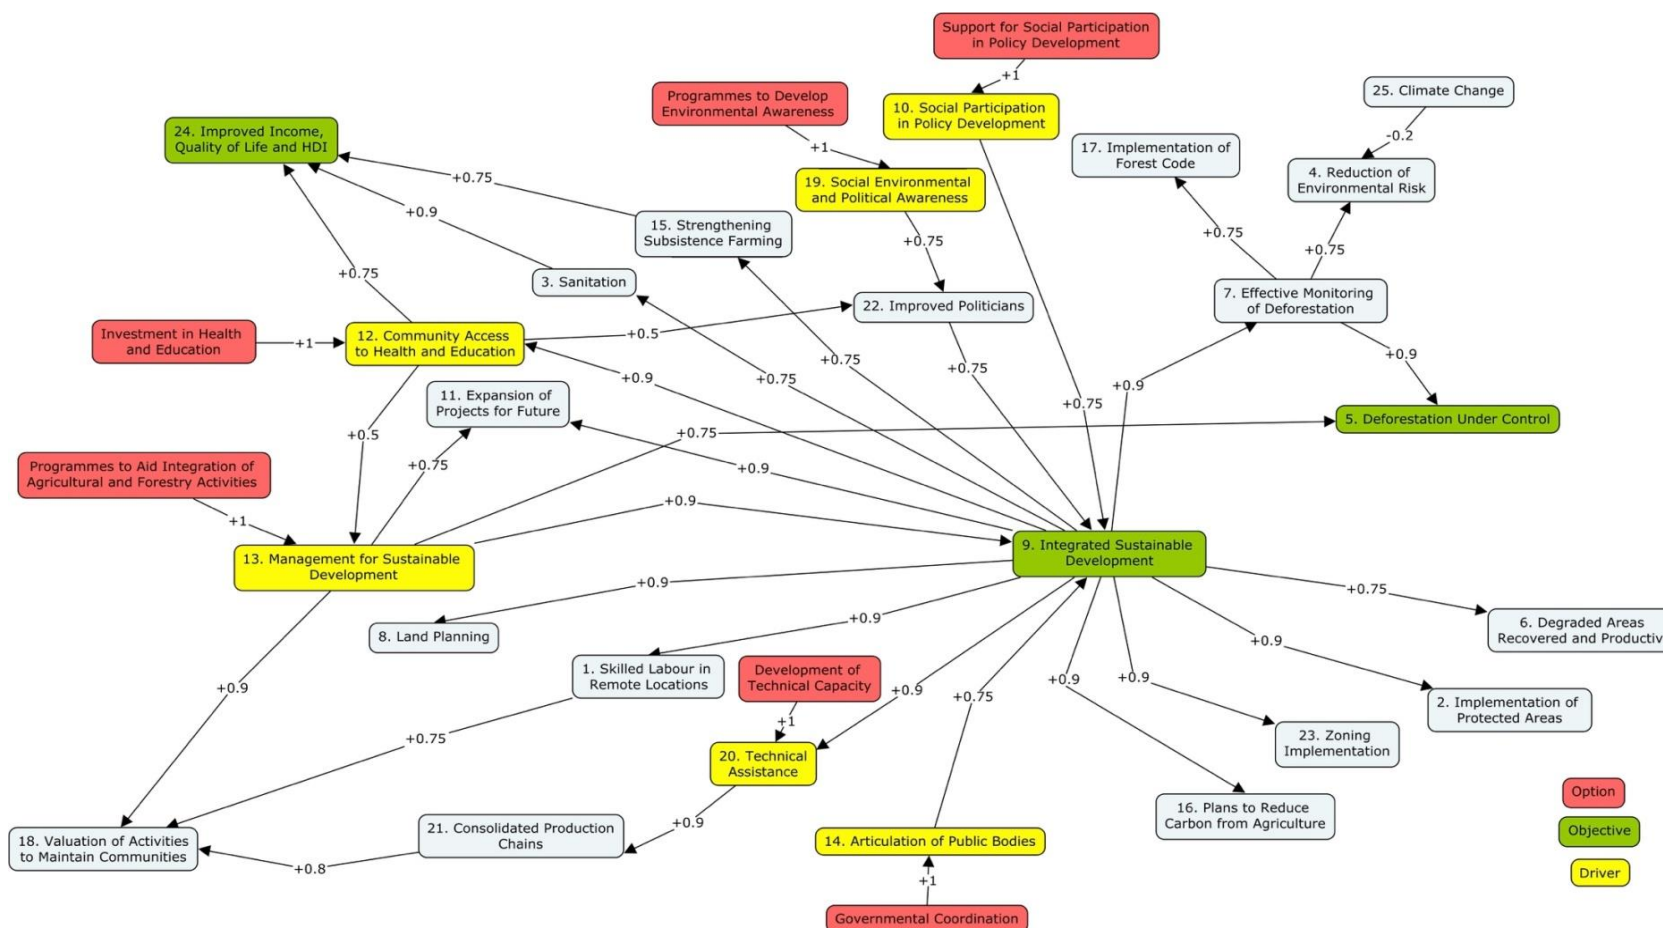 Support for Social Participation
in Policy Development
+1
25. Climate Change
Programmes to Develop
Environmental Awareness
10. Social Participation
in Policy Development
24. Improved Income,
Quality of Life and HDI
+1
-0.2
17. Implementation of
Forest Code
4. Reduction of
Environmental Risk
+0.75
19. Social Environmental
and Political Awareness
+0.9
15. Strengthening
Subsistence Farming
+0.75
+0.75
+0.75
+0.75
3. Sanitation
22. Improved Politicians
7. Effective Monitoring
of Deforestation
Investment in Health
and Education
+1
12. Community Access
to Health and Education
+0.5
+0.75
+0.75
+0.9
+0.9
+0.75
+0.9
11. Expansion of
Projects for Future
+0.75
5. Deforestation Under Control
+0.5
+0.75
+0.75
+0.9
Programmes to Aid Integration of
Agricultural and Forestry Activities
+1
+0.9
13. Management for Sustainable
Development
9. Integrated Sustainable
Development
+0.9
+0.75
8. Land Planning
+0.9
6. Degraded Areas
Recovered and Productiv
+0.9
1. Skilled Labour in
Remote Locations
Development of
Technical Capacity
+0.9
+0.9
+0.9
+0.9
+0.75
2. Implementation of
Protected Areas
+0.75
+1
20. Technical
Assistance
23. Zoning
Implementation
Option
16. Plans to Reduce
Carbon from Agriculture
+0.9
21. Consolidated Production
Chains
18. Valuation of Activities
to Maintain Communities
+0.8
14. Articulation of Public Bodies
Objective
+1
Driver
Governmental Coordination